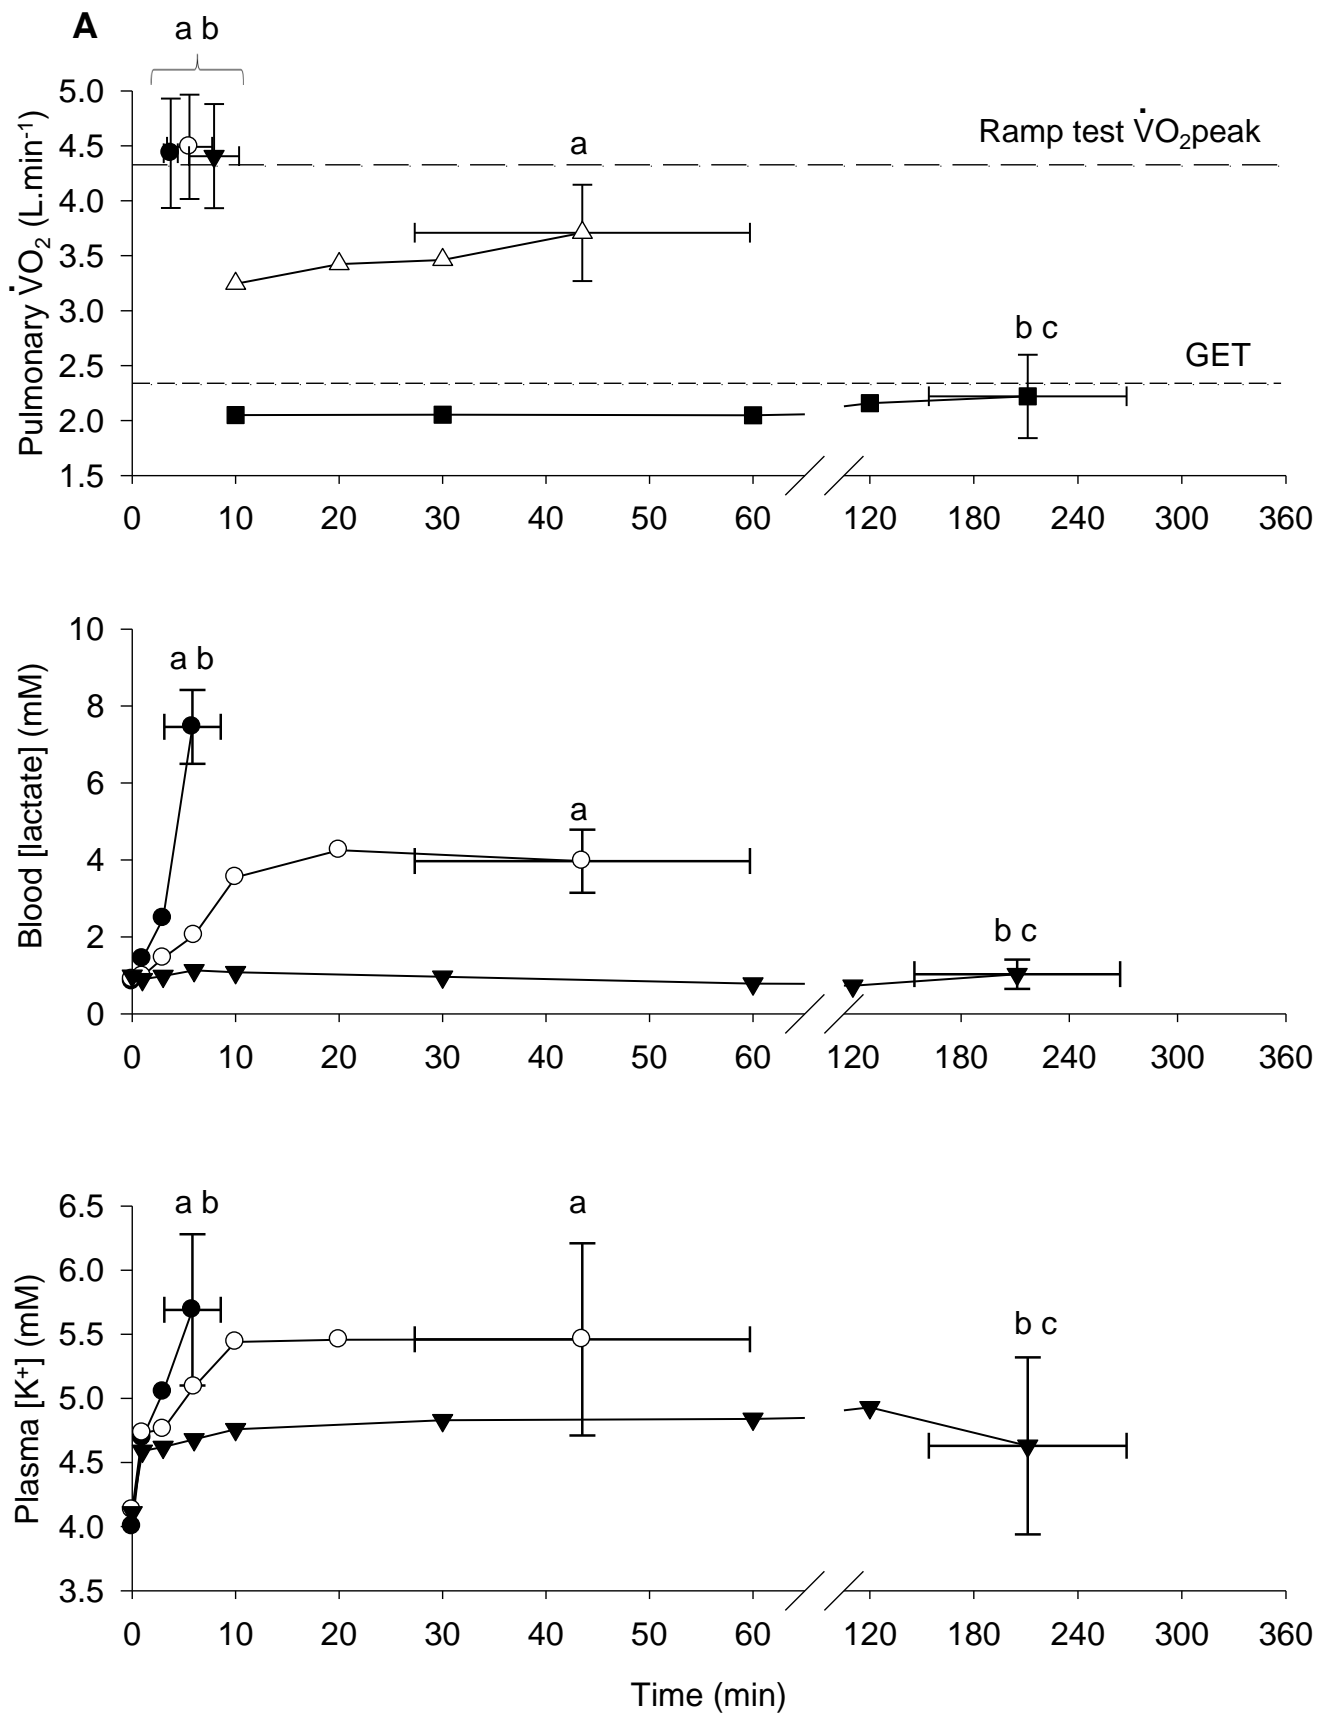 A
a b
5.0
4.5
4.0
3.5
3.0
2.5
2.0
1.5
Pulmonary V̇O₂ (L.min⁻¹)
Ramp test V̇O₂peak
a
b c
GET
0 10 20 30 40 50 60 120 180 240 300 360
10
8
6
4
2
0
Blood [lactate] (mM)
a b
a
b c
0 10 20 30 40 50 60 120 180 240 300 360
6.5
6.0
5.5
5.0
4.5
4.0
3.5
Plasma [K⁺] (mM)
a b
a
b c
0 10 20 30 40 50 60 120 180 240 300 360
Time (min)